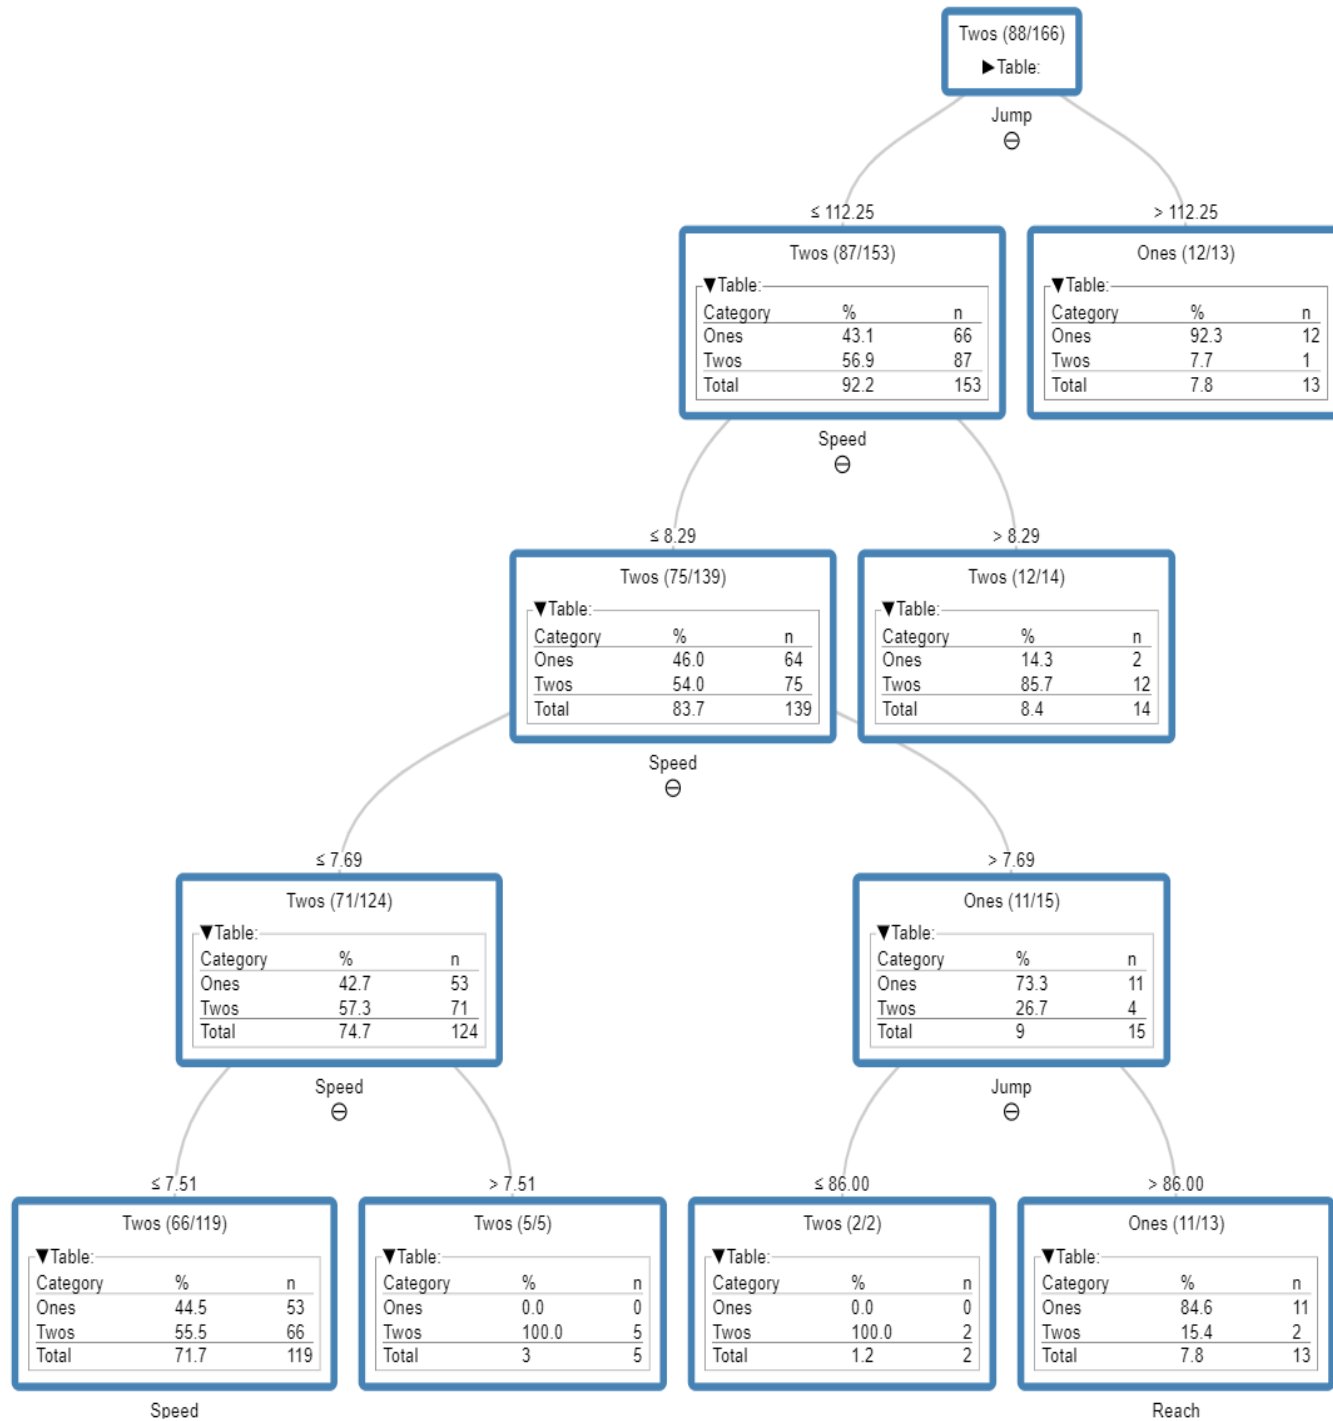 Twos (88/166)
▶Table:
Jump
≤ 112.25
> 112.25
Twos (87/153)
▼Table:
Category % n
Ones 43.1 66
Twos 56.9 87
Total 92.2 153
Ones (12/13)
▼Table:
Category % n
Ones 92.3 12
Twos 7.7 1
Total 7.8 13
Speed
≤ 8.29
> 8.29
Twos (75/139)
▼Table:
Category % n
Ones 46.0 64
Twos 54.0 75
Total 83.7 139
Twos (12/14)
▼Table:
Category % n
Ones 14.3 2
Twos 85.7 12
Total 8.4 14
Speed
≤ 7.69
> 7.69
Twos (71/124)
▼Table:
Category % n
Ones 42.7 53
Twos 57.3 71
Total 74.7 124
Ones (11/15)
▼Table:
Category % n
Ones 73.3 11
Twos 26.7 4
Total 9 15
Speed
Jump
≤ 7.51
> 7.51
≤ 86.00
> 86.00
Twos (66/119)
▼Table:
Category % n
Ones 44.5 53
Twos 55.5 66
Total 71.7 119
Twos (5/5)
▼Table:
Category % n
Ones 0.0 0
Twos 100.0 5
Total 3 5
Twos (2/2)
▼Table:
Category % n
Ones 0.0 0
Twos 100.0 2
Total 1.2 2
Ones (11/13)
▼Table:
Category % n
Ones 84.6 11
Twos 15.4 2
Total 7.8 13
Speed
Reach